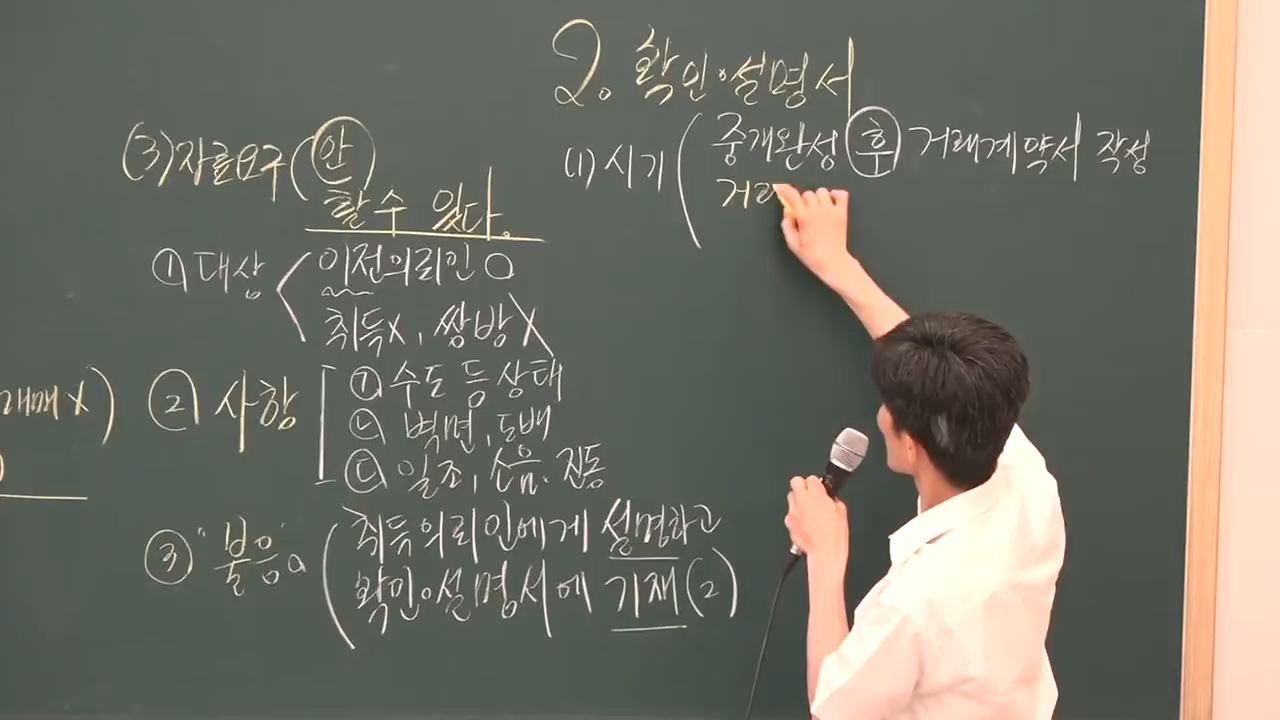 (3) 자료요구 (안)
할 수 있다.
① 대상 이전의뢰인 O
취득X, 쌍방X
매매X)
② 사항 ㉠ 수도 등 상태
㉡ 벽면, 도배
㉢ 일조, 소음. 진동
③ "불응" 취득의뢰인에게 설명하고
확인·설명서에 기재(2)
2. 확인·설명서
(1) 시기 (중개완성 후 거래계약서 작성
거래